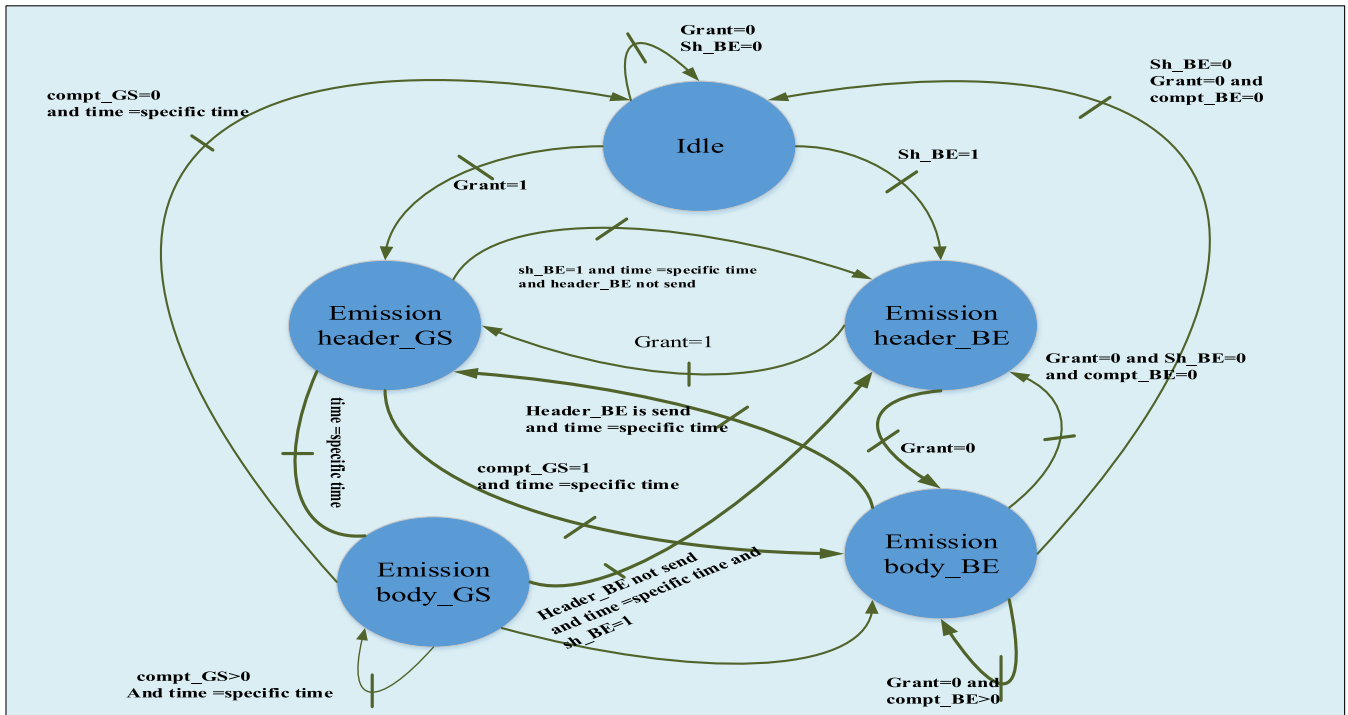 Grant=0
Sh_BE=0
Sh_BE=0
Grant=0 and
compt_BE=0
compt_GS=0
and time =specific time
Idle
Sh_BE=1
Grant=1
sh_BE=1 and time =specific time
and header_BE not send
Emission
header_GS
Emission
header_BE
Grant=1
Grant=0 and Sh_BE=0
and compt_BE=0
time =specific time
Header_BE is send
and time =specific time
Grant=0
compt_GS=1
and time =specific time
Emission
body_GS
Emission
body_BE
Header_BE not send
and time =specific time and
sh_BE=1
compt_GS>0
And time =specific time
Grant=0 and
compt_BE>0